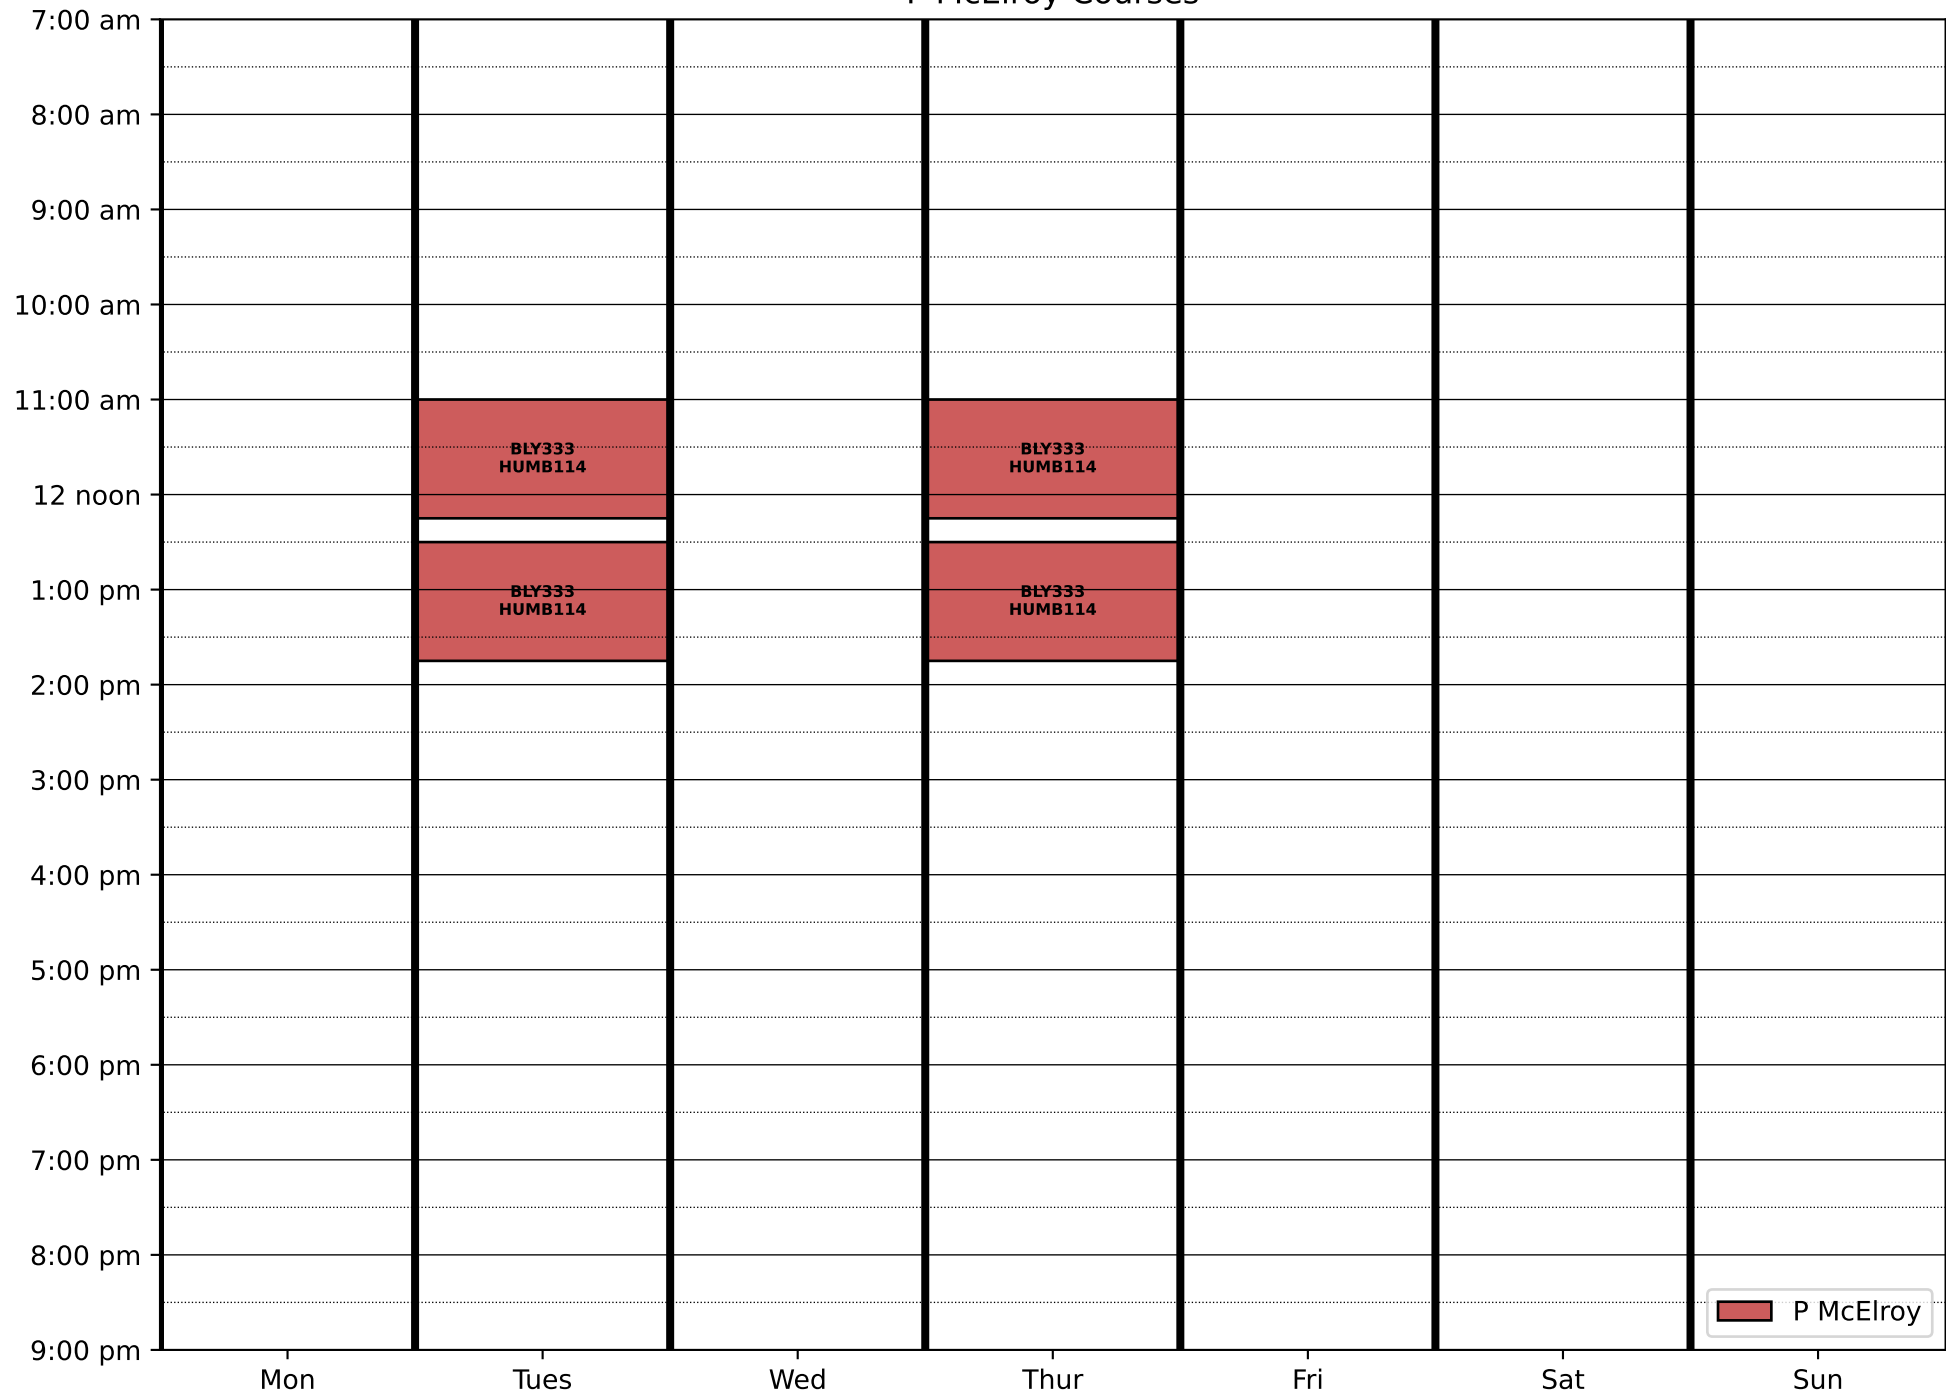 P McElroy Courses
7:00 am
8:00 am
9:00 am
10:00 am
11:00 am
BLY333
HUMB114
BLY333
HUMB114
12 noon
1:00 pm
BLY333
HUMB114
BLY333
HUMB114
2:00 pm
3:00 pm
4:00 pm
5:00 pm
6:00 pm
7:00 pm
8:00 pm
P McElroy
9:00 pm
Mon Tues Wed Thur Fri Sat Sun